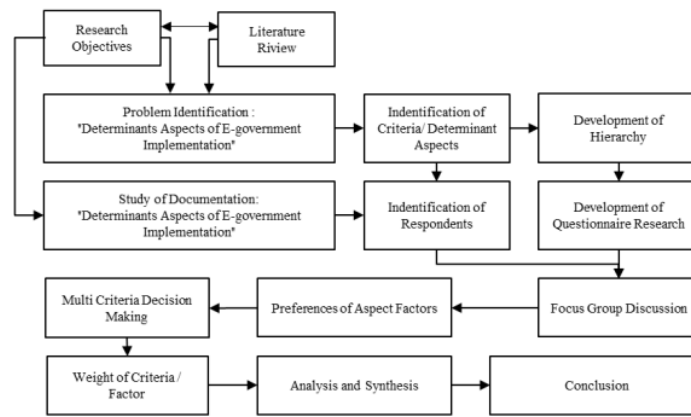 Research
Objectives
Literature
Riview
Problem Identification :
"Determinants Aspects of E-government
Implementation"
Indentification of
Criteria/ Determinant
Aspects
Development of
Hierarchy
Study of Documentation:
"Determinants Aspects of E-government
Implementation"
Indentification of
Respondents
Development of
Questionnaire Research
Multi Criteria Decision
Making
Preferences of Aspect Factors
Focus Group Discussion
Weight of Criteria /
Factor
Analysis and Synthesis
Conclusion